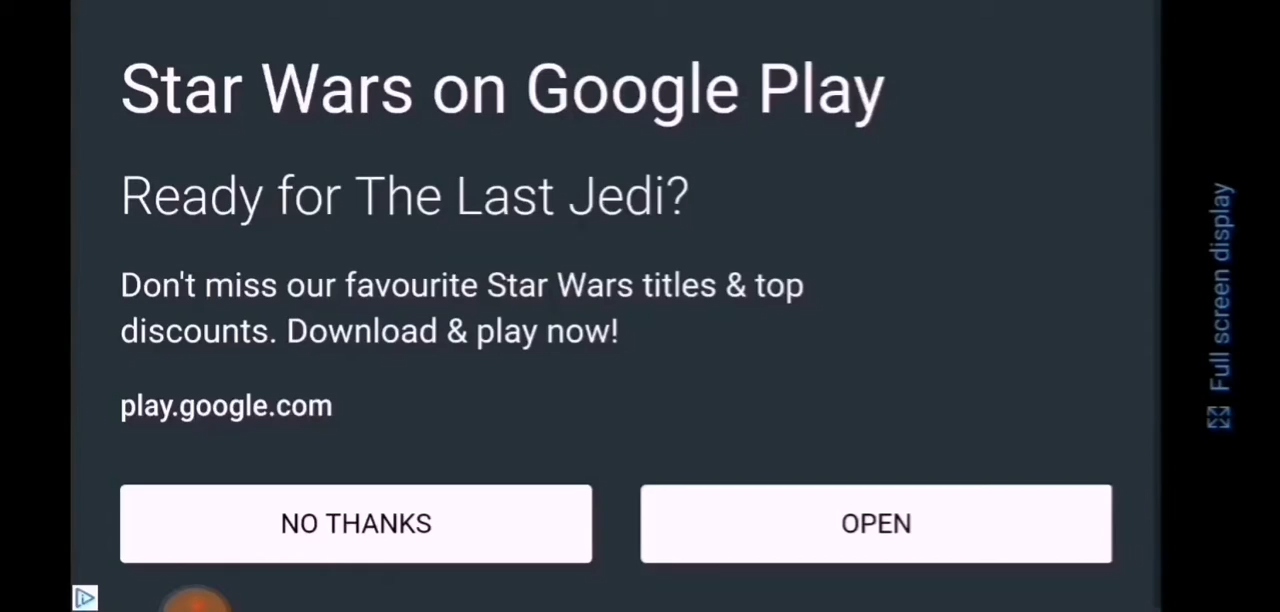 Star Wars on Google Play
Ready for The Last Jedi?
Don't miss our favourite Star Wars titles & top
discounts. Download & play now!
play.google.com
NO THANKS
OPEN
Full screen display